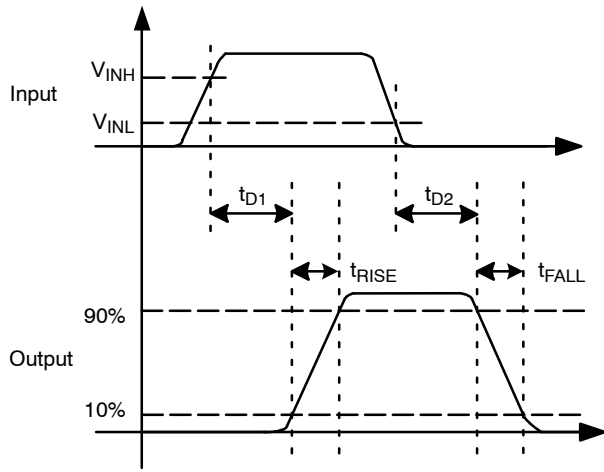 V_INH
Input
V_INL
t_D1
t_D2
t_RISE
t_FALL
90%
Output
10%